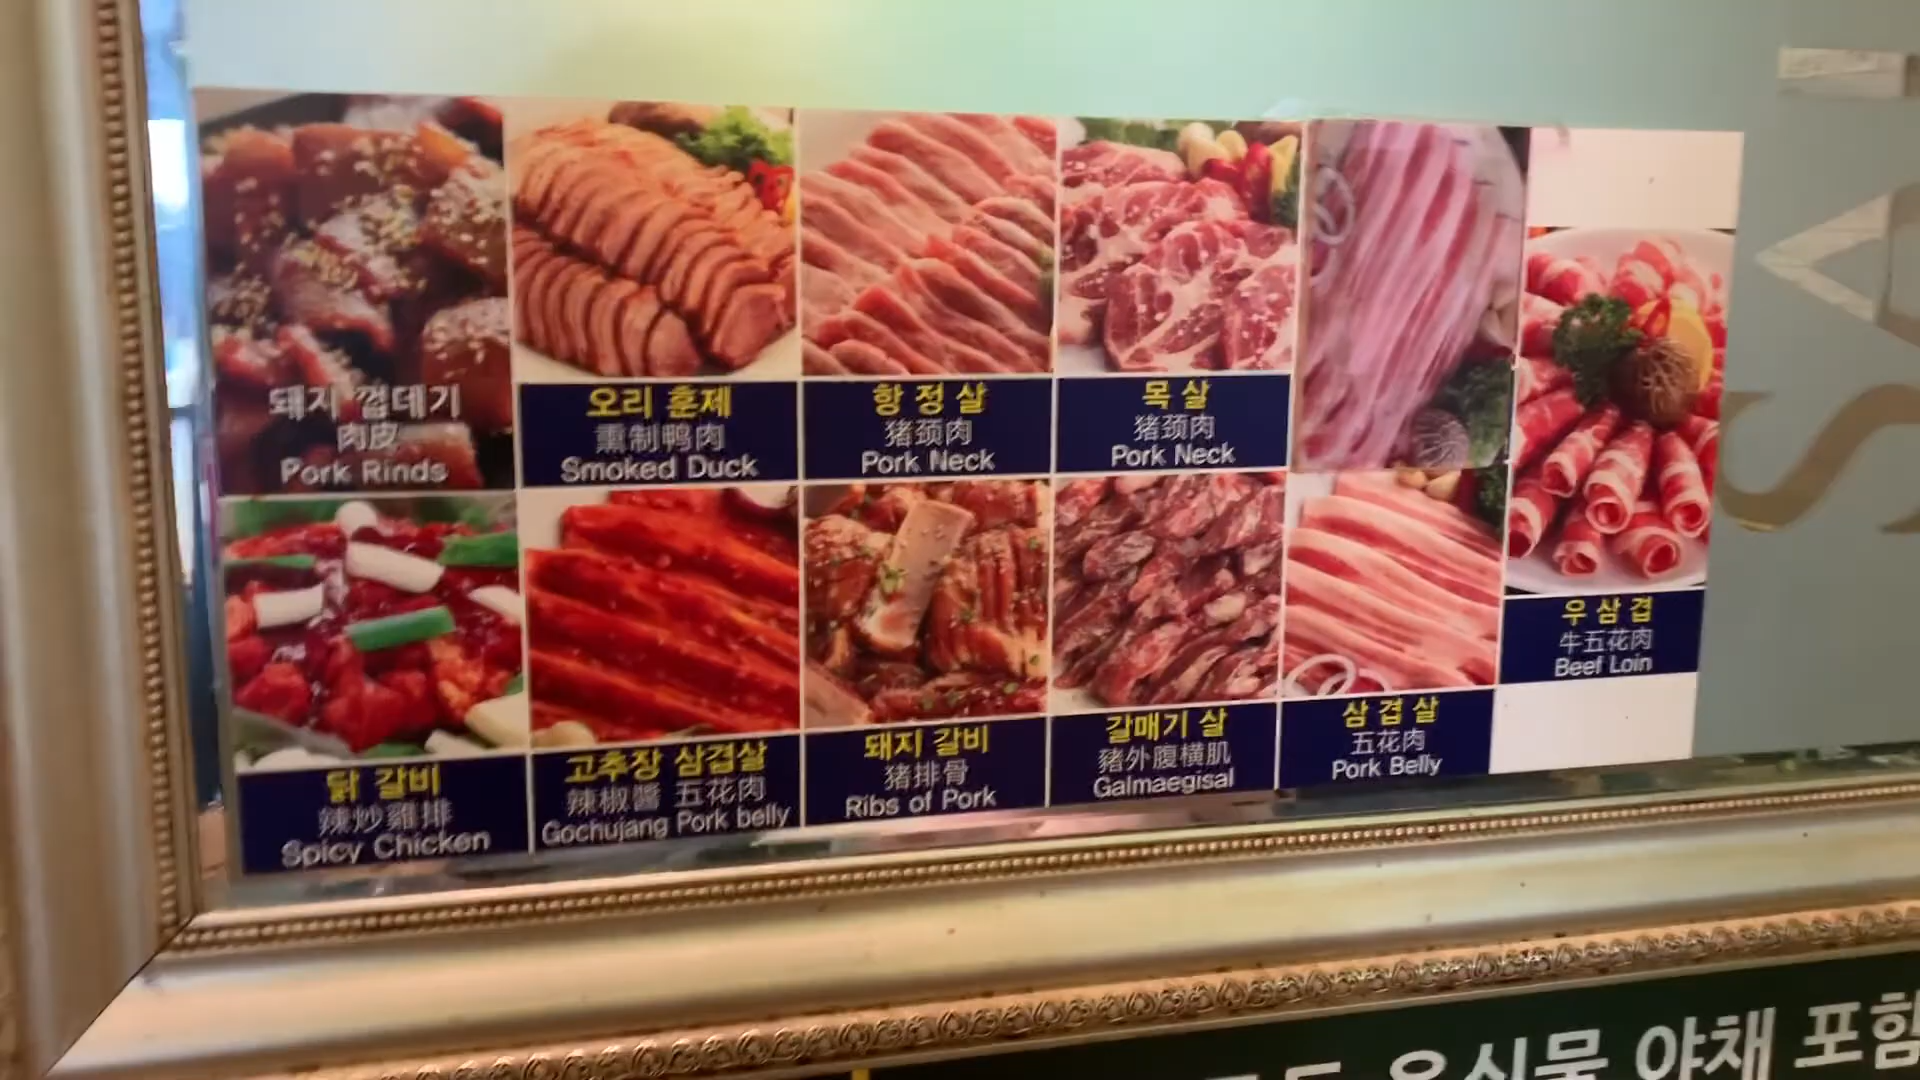 돼지 껍데기
肉皮
Pork Rinds
오리 훈제
熏制鸭肉
Smoked Duck
항정살
猪颈肉
Pork Neck
목살
猪颈肉
Pork Neck
우삼겹
牛五花肉
Beef Loin
닭 갈비
辣炒雞排
Spicy Chicken
고추장 삼겹살
辣椒醬 五花肉
Gochujang Pork belly
돼지 갈비
猪排骨
Ribs of Pork
갈매기 살
豬外腹橫肌
Galmaegisal
삼겹살
五花肉
Pork Belly
SA
음식물 야채 포함